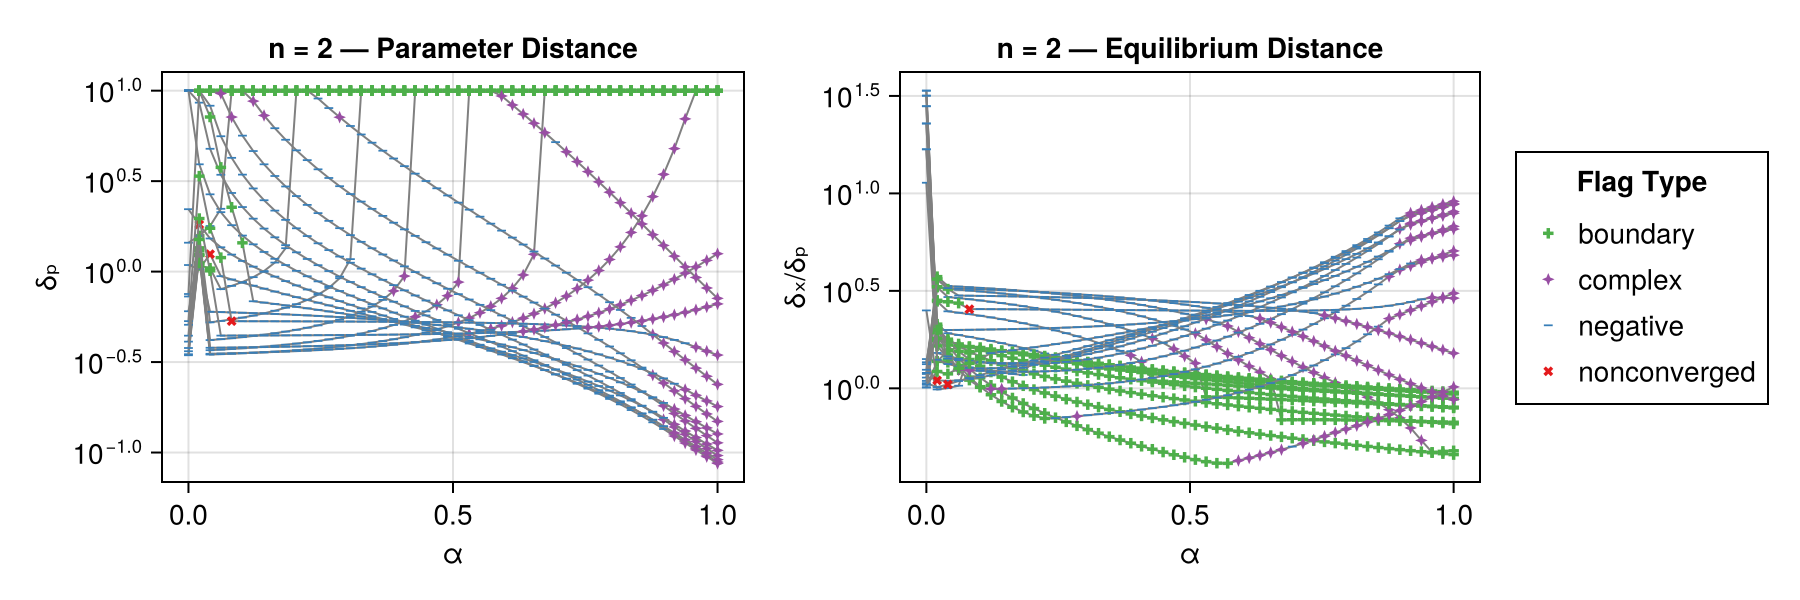 n = 2 — Parameter Distance
10^1.0
10^0.5
10^0.0
10^−0.5
10^−1.0
δₚ
0.0 0.5 1.0
α
n = 2 — Equilibrium Distance
10^1.5
10^1.0
10^0.5
10^0.0
δₓ/δₚ
0.0 0.5 1.0
α
Flag Type
boundary
complex
negative
nonconverged